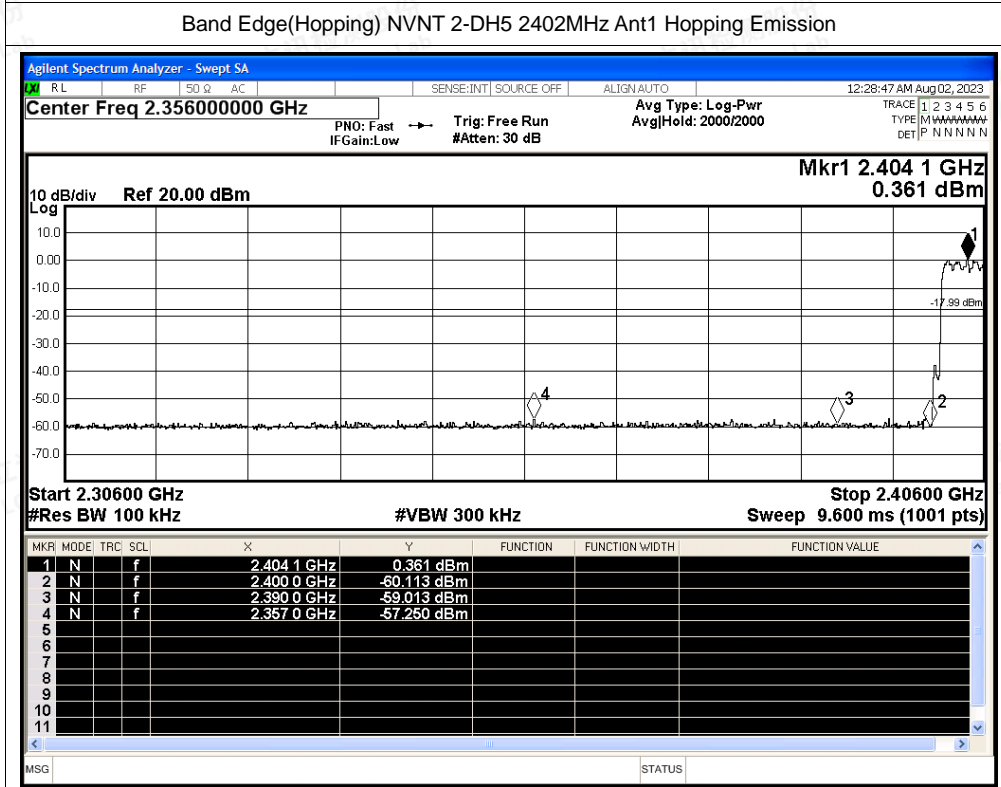 Band Edge(Hopping) NVNT 2-DH5 2402MHz Ant1 Hopping Emission
Agilent Spectrum Analyzer - Swept SA
LXI RL RF 50 Ω AC SENSE:INT SOURCE OFF ALIGN AUTO 12:28:47 AM Aug 02, 2023
Center Freq 2.356000000 GHz Avg Type: Log-Pwr TRACE 1 2 3 4 5 6
PNO: Fast Trig: Free Run Avg|Hold: 2000/2000 TYPE M WWWWW
IFGain:Low #Atten: 30 dB DET P N N N N N
Mkr1 2.404 1 GHz
10 dB/div Ref 20.00 dBm 0.361 dBm
Log
10.0
1
0.00
-10.0
-17.99 dBm
-20.0
-30.0
-40.0
-50.0
4
3
2
-60.0
-70.0
Start 2.30600 GHz Stop 2.40600 GHz
#Res BW 100 kHz #VBW 300 kHz Sweep 9.600 ms (1001 pts)
MKR MODE TRC SCL X Y FUNCTION FUNCTION WIDTH FUNCTION VALUE
1 N f 2.404 1 GHz 0.361 dBm
2 N f 2.400 0 GHz -60.113 dBm
3 N f 2.390 0 GHz -59.013 dBm
4 N f 2.357 0 GHz -57.250 dBm
5
6
7
8
9
10
11
MSG STATUS